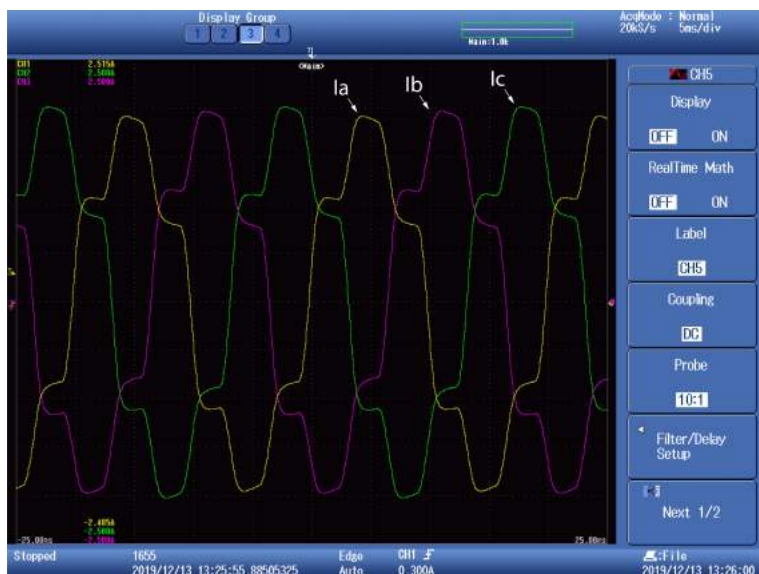 Display Group
1 2 3 4
Main:1.0k
AcqMode : Normal
20kS/s 5ms/div
<Main>
CH1 2.515A
CH2 2.500A
CH3 2.500A
Ia
Ib
Ic
-2.485A
-2.500A
-2.500A
-25.00ms
25.00ms
CH5
Display
OFF ON
RealTime Math
OFF ON
Label
CH5
Coupling
DC
Probe
10:1
Filter/Delay
Setup
Next 1/2
Stopped 1655 Edge CH1 File
2019/12/13 13:25:55.88505325 Auto 0.300A 2019/12/13 13:26:00